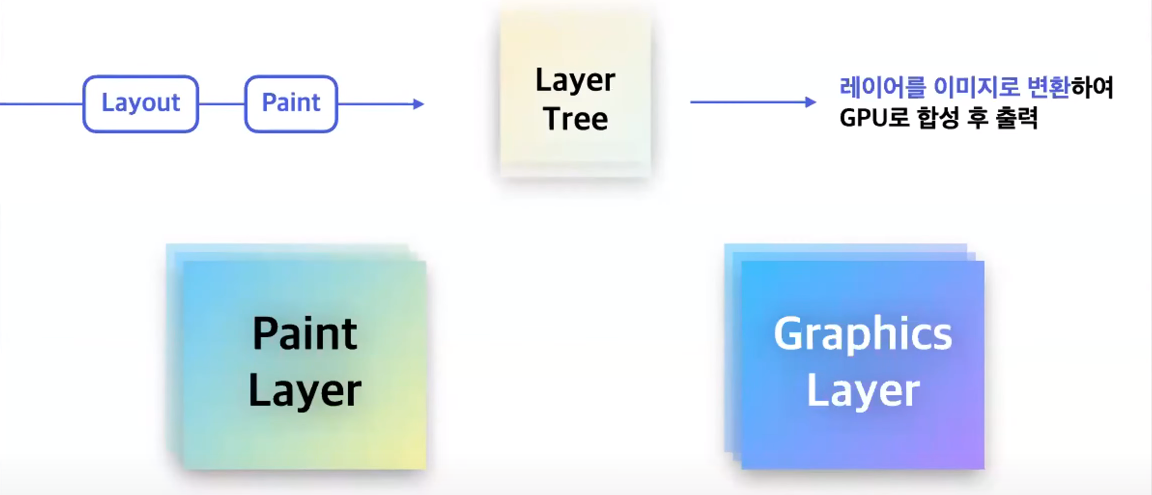 Layout
Paint
Layer
Tree
레이어를 이미지로 변환하여
GPU로 합성 후 출력
Paint
Layer
Graphics
Layer